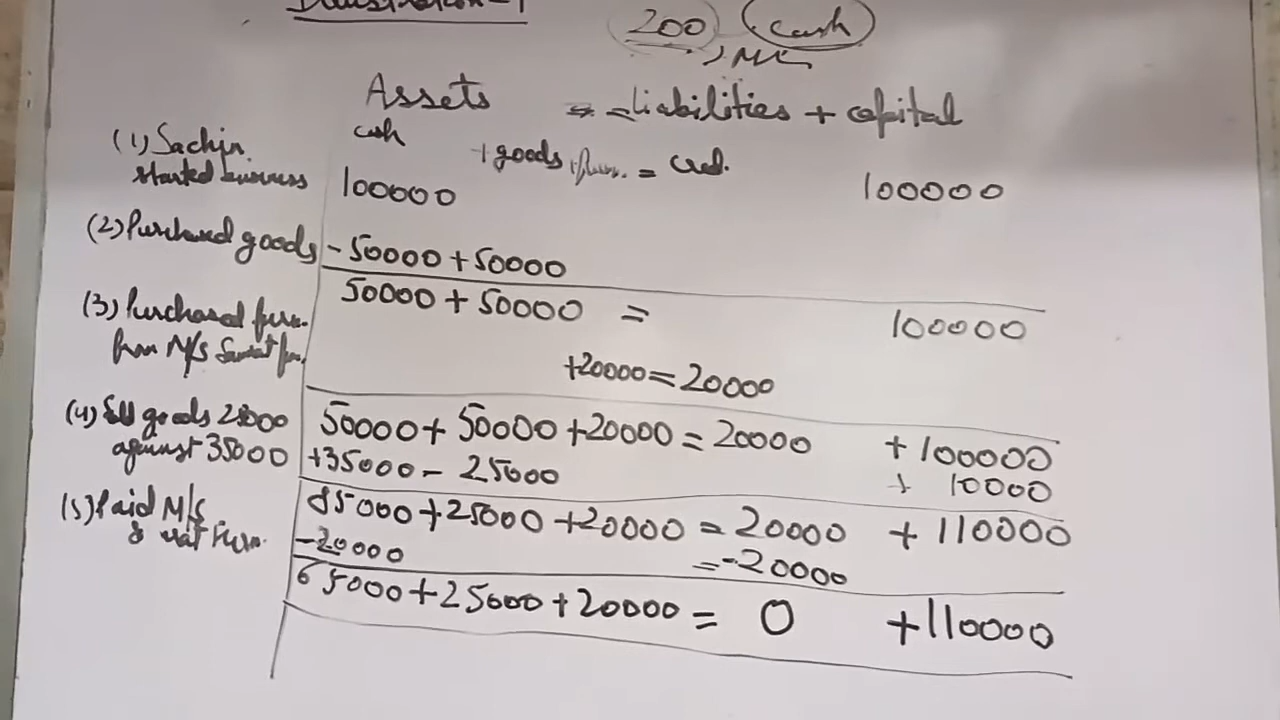 Illustration-1
200 cash
Assets = Liabilities + capital
cash + goods + furn. = cred.
(1) Sachin
started business 100000 100000
(2) Purchased goods - 50000 + 50000
50000 + 50000 = 100000
(3) Purchased furn.
from M/S
+20000 = 20000
(4) Sold goods 25000
against 35000
50000 + 50000 + 20000 = 20000 + 100000
+35000 - 25000 + 10000
(5) Paid M/S
Furn.
85000 + 25000 + 20000 = 20000 + 110000
-20000 = -20000
65000 + 25000 + 20000 = 0 + 110000